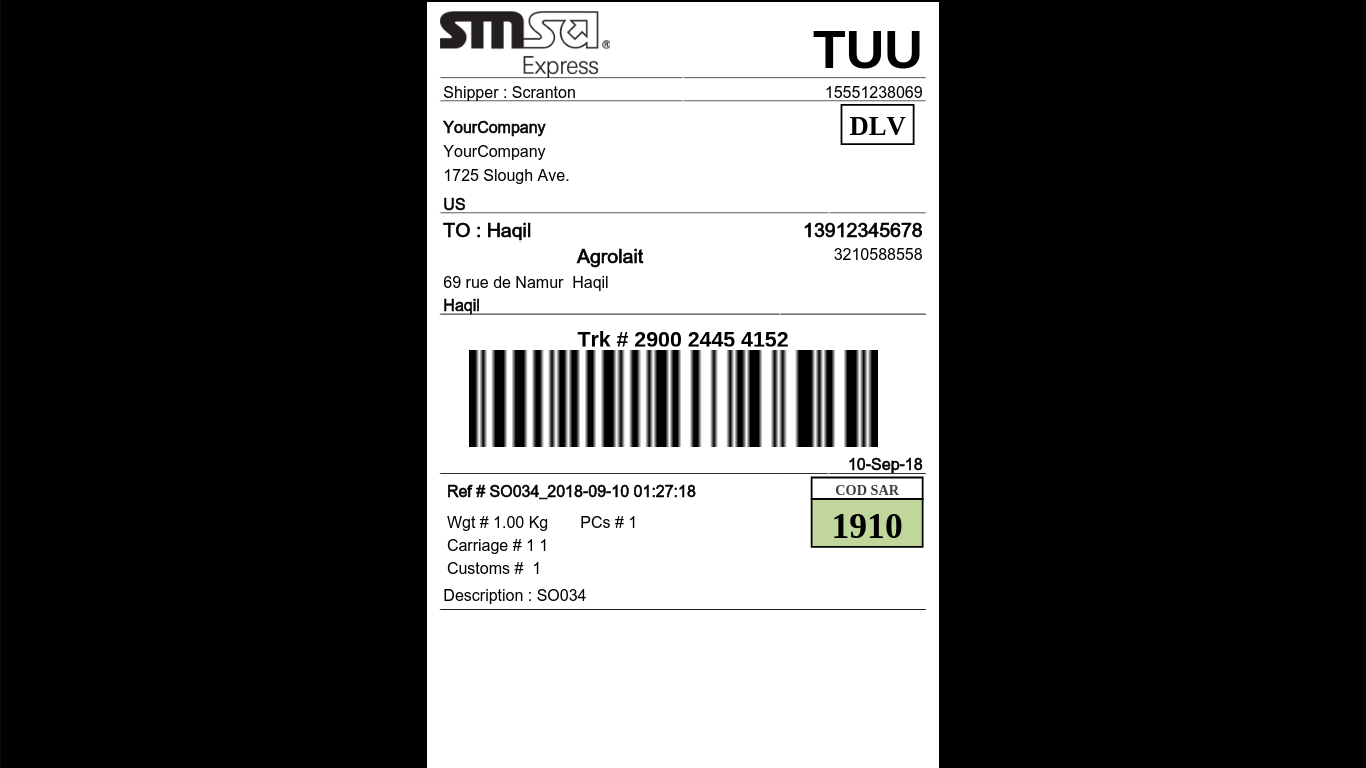 smsa®
Express
TUU
Shipper : Scranton 15551238069
DLV
YourCompany
YourCompany
1725 Slough Ave.
US
TO : Haqil 13912345678
Agrolait 3210588558
69 rue de Namur  Haqil
Haqil
Trk # 2900 2445 4152
10-Sep-18
Ref # SO034_2018-09-10 01:27:18
COD SAR
1910
Wgt # 1.00 Kg PCs # 1
Carriage # 1 1
Customs #  1
Description : SO034